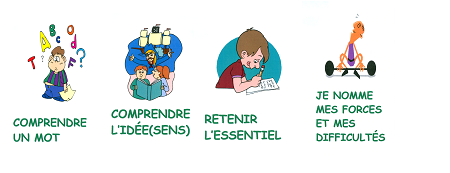 COMPRENDRE
UN MOT
COMPRENDRE
L'IDÉE(SENS)
RETENIR
L'ESSENTIEL
JE NOMME
MES FORCES
ET MES
DIFFICULTÉS